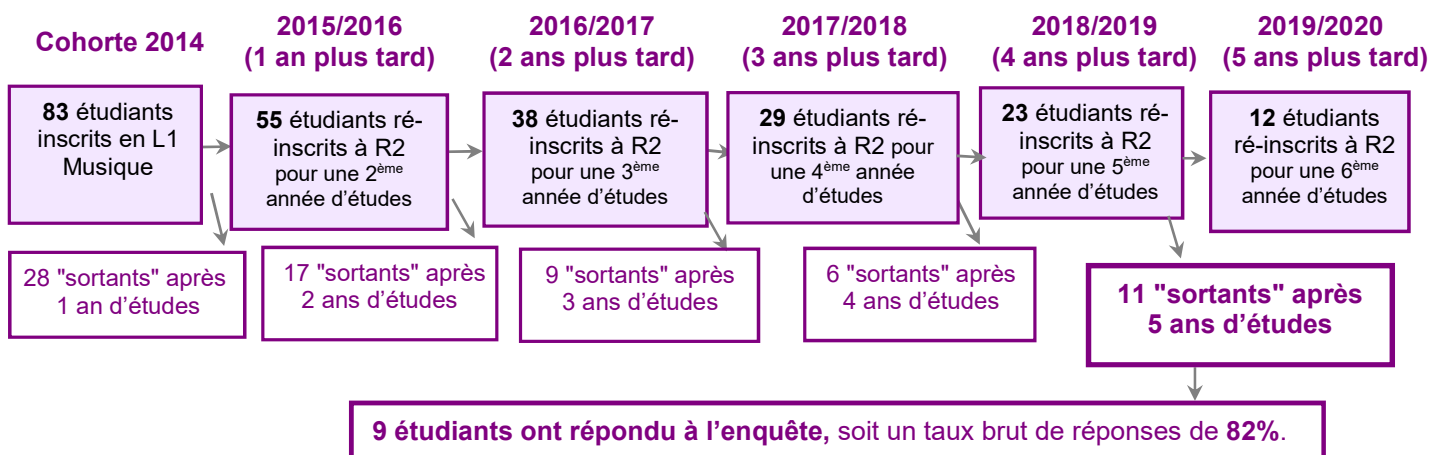 Cohorte 2014
2015/2016
(1 an plus tard)
2016/2017
(2 ans plus tard)
2017/2018
(3 ans plus tard)
2018/2019
(4 ans plus tard)
2019/2020
(5 ans plus tard)
83 étudiants
inscrits en L1
Musique
55 étudiants ré-
inscrits à R2
pour une 2ème
année d’études
38 étudiants ré-
inscrits à R2
pour une 3ème
année d’études
29 étudiants ré-
inscrits à R2 pour
une 4ème année
d’études
23 étudiants ré-
inscrits à R2
pour une 5ème
année d’études
12 étudiants
ré-inscrits à R2
pour une 6ème
année d’études
28 "sortants" après
1 an d’études
17 "sortants" après
2 ans d’études
9 "sortants" après
3 ans d’études
6 "sortants" après
4 ans d’études
11 "sortants" après
5 ans d’études
9 étudiants ont répondu à l’enquête, soit un taux brut de réponses de 82%.